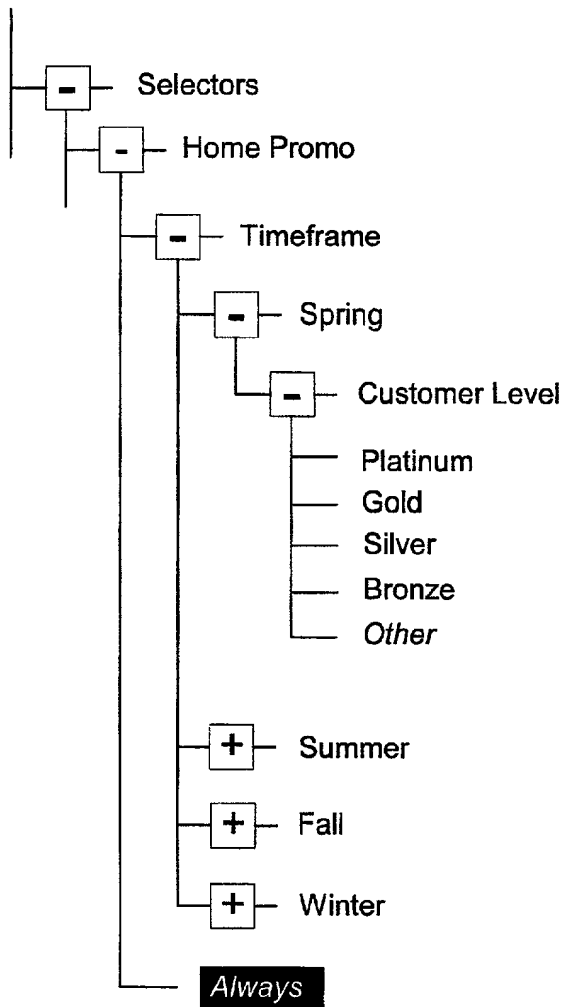 - Selectors
- Home Promo
- Timeframe
- Spring
- Customer Level
Platinum
Gold
Silver
Bronze
Other
+ Summer
+ Fall
+ Winter
Always